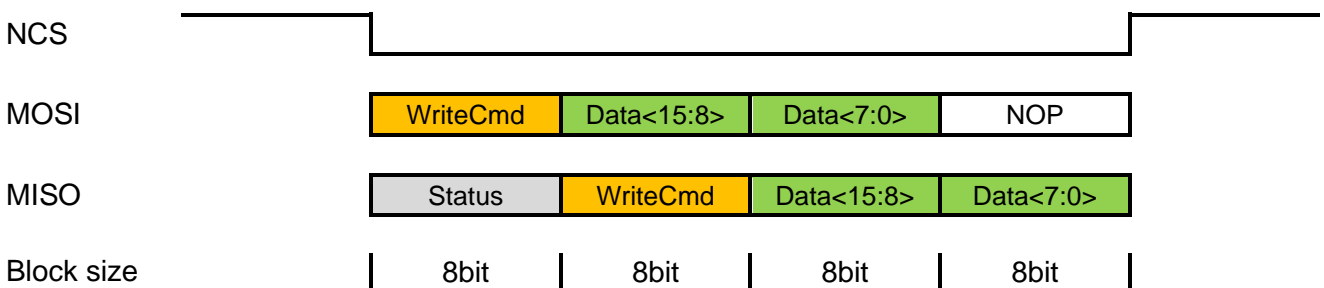 NCS
MOSI WriteCmd Data<15:8> Data<7:0> NOP
MISO Status WriteCmd Data<15:8> Data<7:0>
Block size 8bit 8bit 8bit 8bit